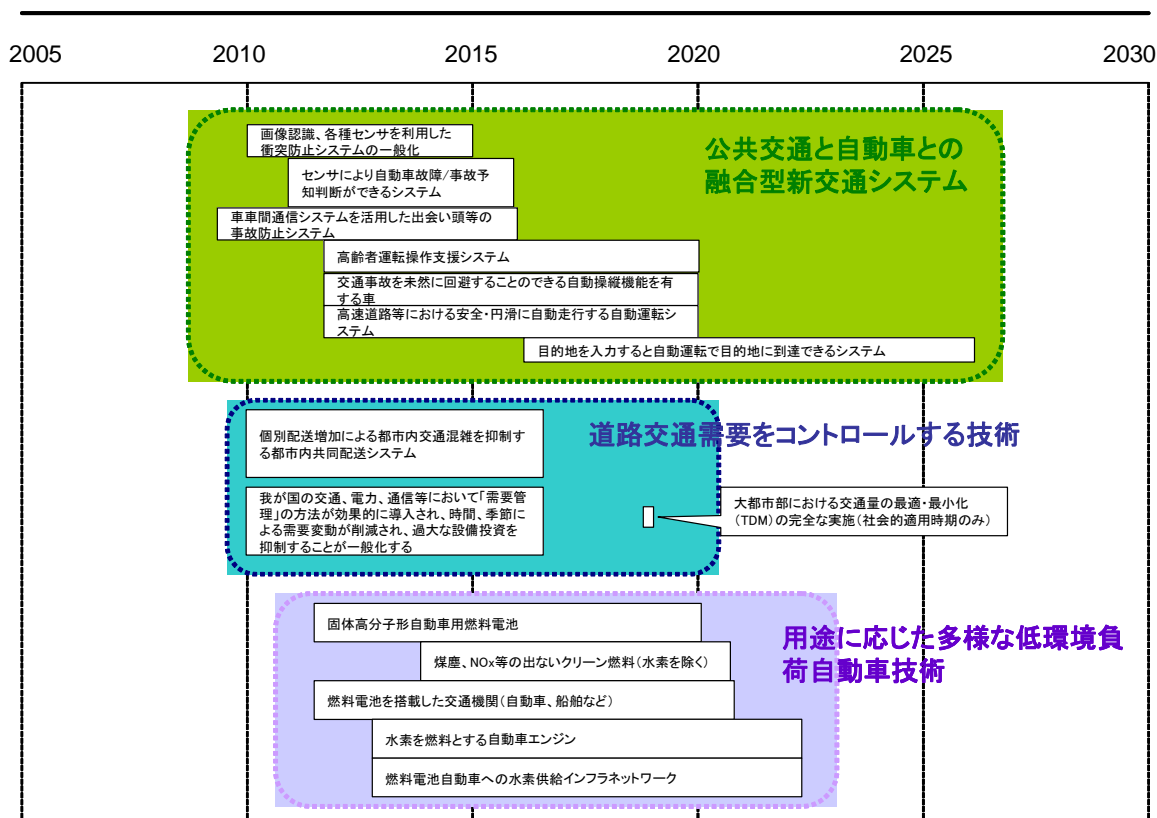 2005 2010 2015 2020 2025 2030
公共交通と自動車との
融合型新交通システム
画像認識、各種センサを利用した
衝突防止システムの一般化
センサにより自動車故障/事故予
知判断ができるシステム
車車間通信システムを活用した出会い頭等の
事故防止システム
高齢者運転操作支援システム
交通事故を未然に回避することのできる自動操縦機能を有
する車
高速道路等における安全・円滑に自動走行する自動運転シ
ステム
目的地を入力すると自動運転で目的地に到達できるシステム
道路交通需要をコントロールする技術
個別配送増加による都市内交通混雑を抑制す
る都市内共同配送システム
我が国の交通、電力、通信等において「需要管
理」の方法が効果的に導入され、時間、季節に
よる需要変動が削減され、過大な設備投資を
抑制することが一般化する
大都市部における交通量の最適・最小化
(TDM)の完全な実施(社会的適用時期のみ)
用途に応じた多様な低環境負
荷自動車技術
固体高分子形自動車用燃料電池
煤塵、NOx等の出ないクリーン燃料(水素を除く)
燃料電池を搭載した交通機関(自動車、船舶など)
水素を燃料とする自動車エンジン
燃料電池自動車への水素供給インフラネットワーク